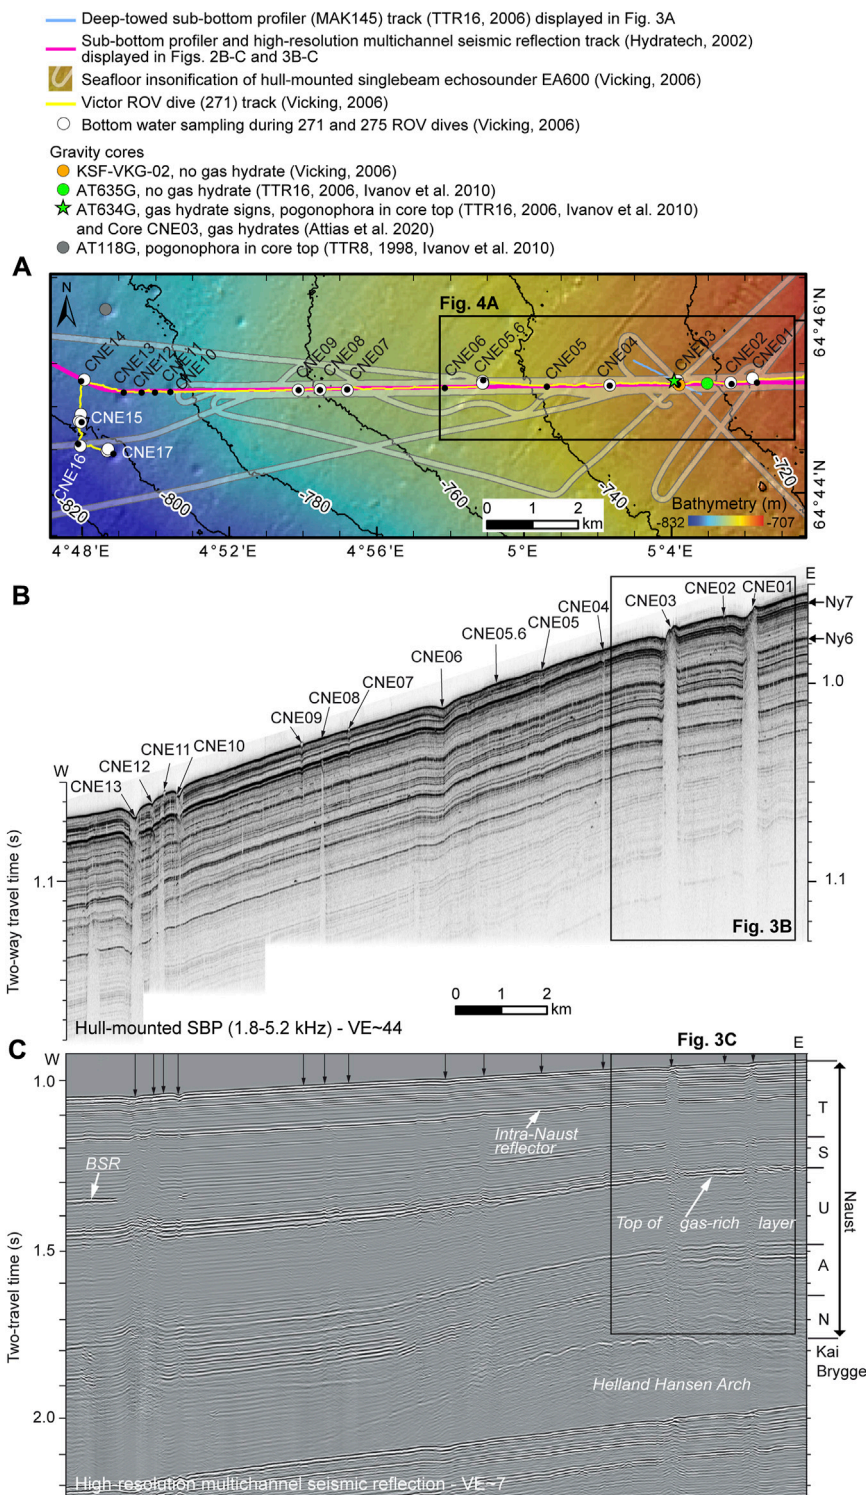 Deep-towed sub-bottom profiler (MAK145) track (TTR16, 2006) displayed in Fig. 3A
Sub-bottom profiler and high-resolution multichannel seismic reflection track (Hydratech, 2002)
displayed in Figs. 2B-C and 3B-C
Seafloor insonification of hull-mounted singlebeam echosounder EA600 (Vicking, 2006)
Victor ROV dive (271) track (Vicking, 2006)
Bottom water sampling during 271 and 275 ROV dives (Vicking, 2006)
Gravity cores
KSF-VKG-02, no gas hydrate (Vicking, 2006)
AT635G, no gas hydrate (TTR16, 2006, Ivanov et al. 2010)
AT634G, gas hydrate signs, pogonophora in core top (TTR16, 2006, Ivanov et al. 2010)
and Core CNE03, gas hydrates (Attias et al. 2020)
AT118G, pogonophora in core top (TTR8, 1998, Ivanov et al. 2010)
A
N
Fig. 4A
64°46'N
CNE14
CNE13
CNE12
CNE11
CNE10
CNE09
CNE08
CNE07
CNE06
CNE05.6
CNE05
CNE04
CNE03
CNE02
CNE01
CNE15
CNE17
CNE16
-820
-800
-780
-760
-740
-720
64°44'N
0 1 2
km
Bathymetry (m)
-832 -707
4°48'E 4°52'E 4°56'E 5°E 5°4'E
B
E
CNE01
CNE02
CNE03
CNE04
CNE05
CNE05.6
CNE06
CNE07
CNE08
CNE09
CNE10
CNE11
CNE12
CNE13
W
Ny7
Ny6
1.0
1.1
1.1
Two-way travel time (s)
Fig. 3B
0 1 2
km
Hull-mounted SBP (1.8-5.2 kHz) - VE~44
C
W
Fig. 3C
E
1.0
1.5
2.0
Two-travel time (s)
BSR
Intra-Naust
reflector
Top of gas-rich layer
T
S
U
A
N
Naust
Kai
Brygge
Helland Hansen Arch
High-resolution multichannel seismic reflection - VE~7